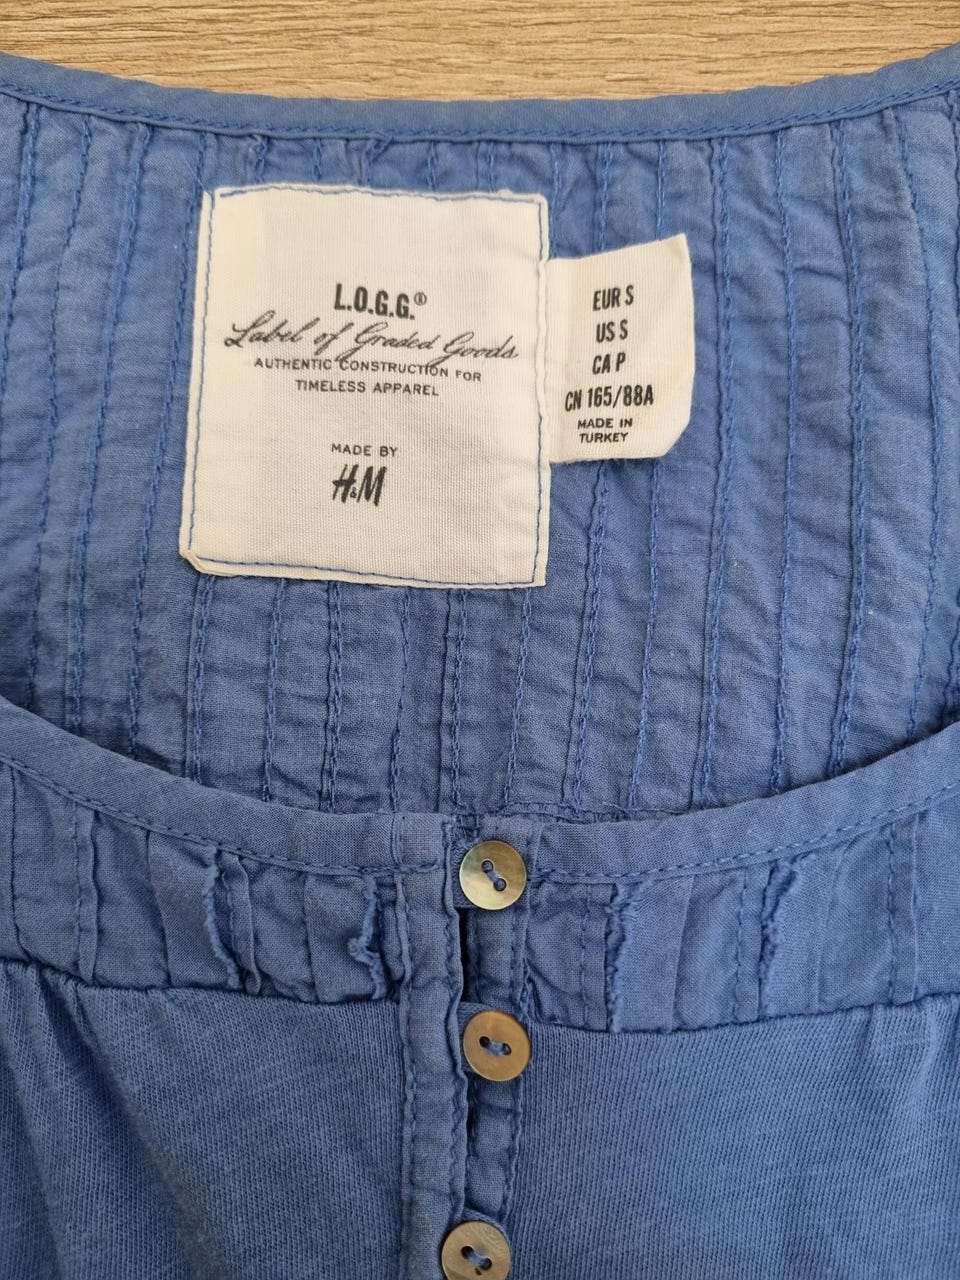 L.O.G.G.®
Label of Graded Goods
AUTHENTIC CONSTRUCTION FOR
TIMELESS APPAREL
MADE BY
H&M
EUR S
US S
CA P
CN 165/88A
MADE IN
TURKEY